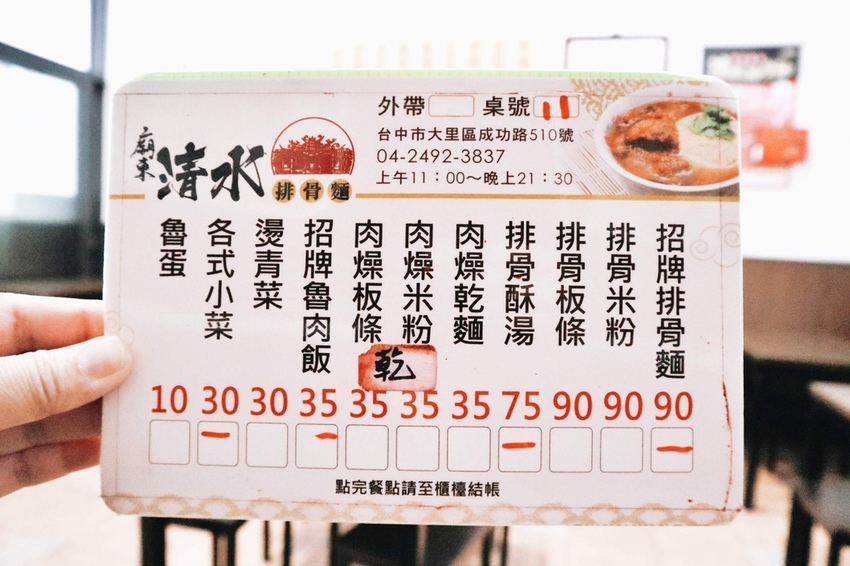 外帶 桌號
台中市大里區成功路510號
04-2492-3837
上午11：00～晚上21：30
廟東
清水
排骨麵
招牌排骨麵
排骨米粉
排骨板條
排骨酥湯
肉燥乾麵
肉燥米粉
肉燥板條
招牌魯肉飯
燙青菜
各式小菜
魯蛋
乾
10 30 30 35 35 35 35 75 90 90 90
點完餐點請至櫃檯結帳